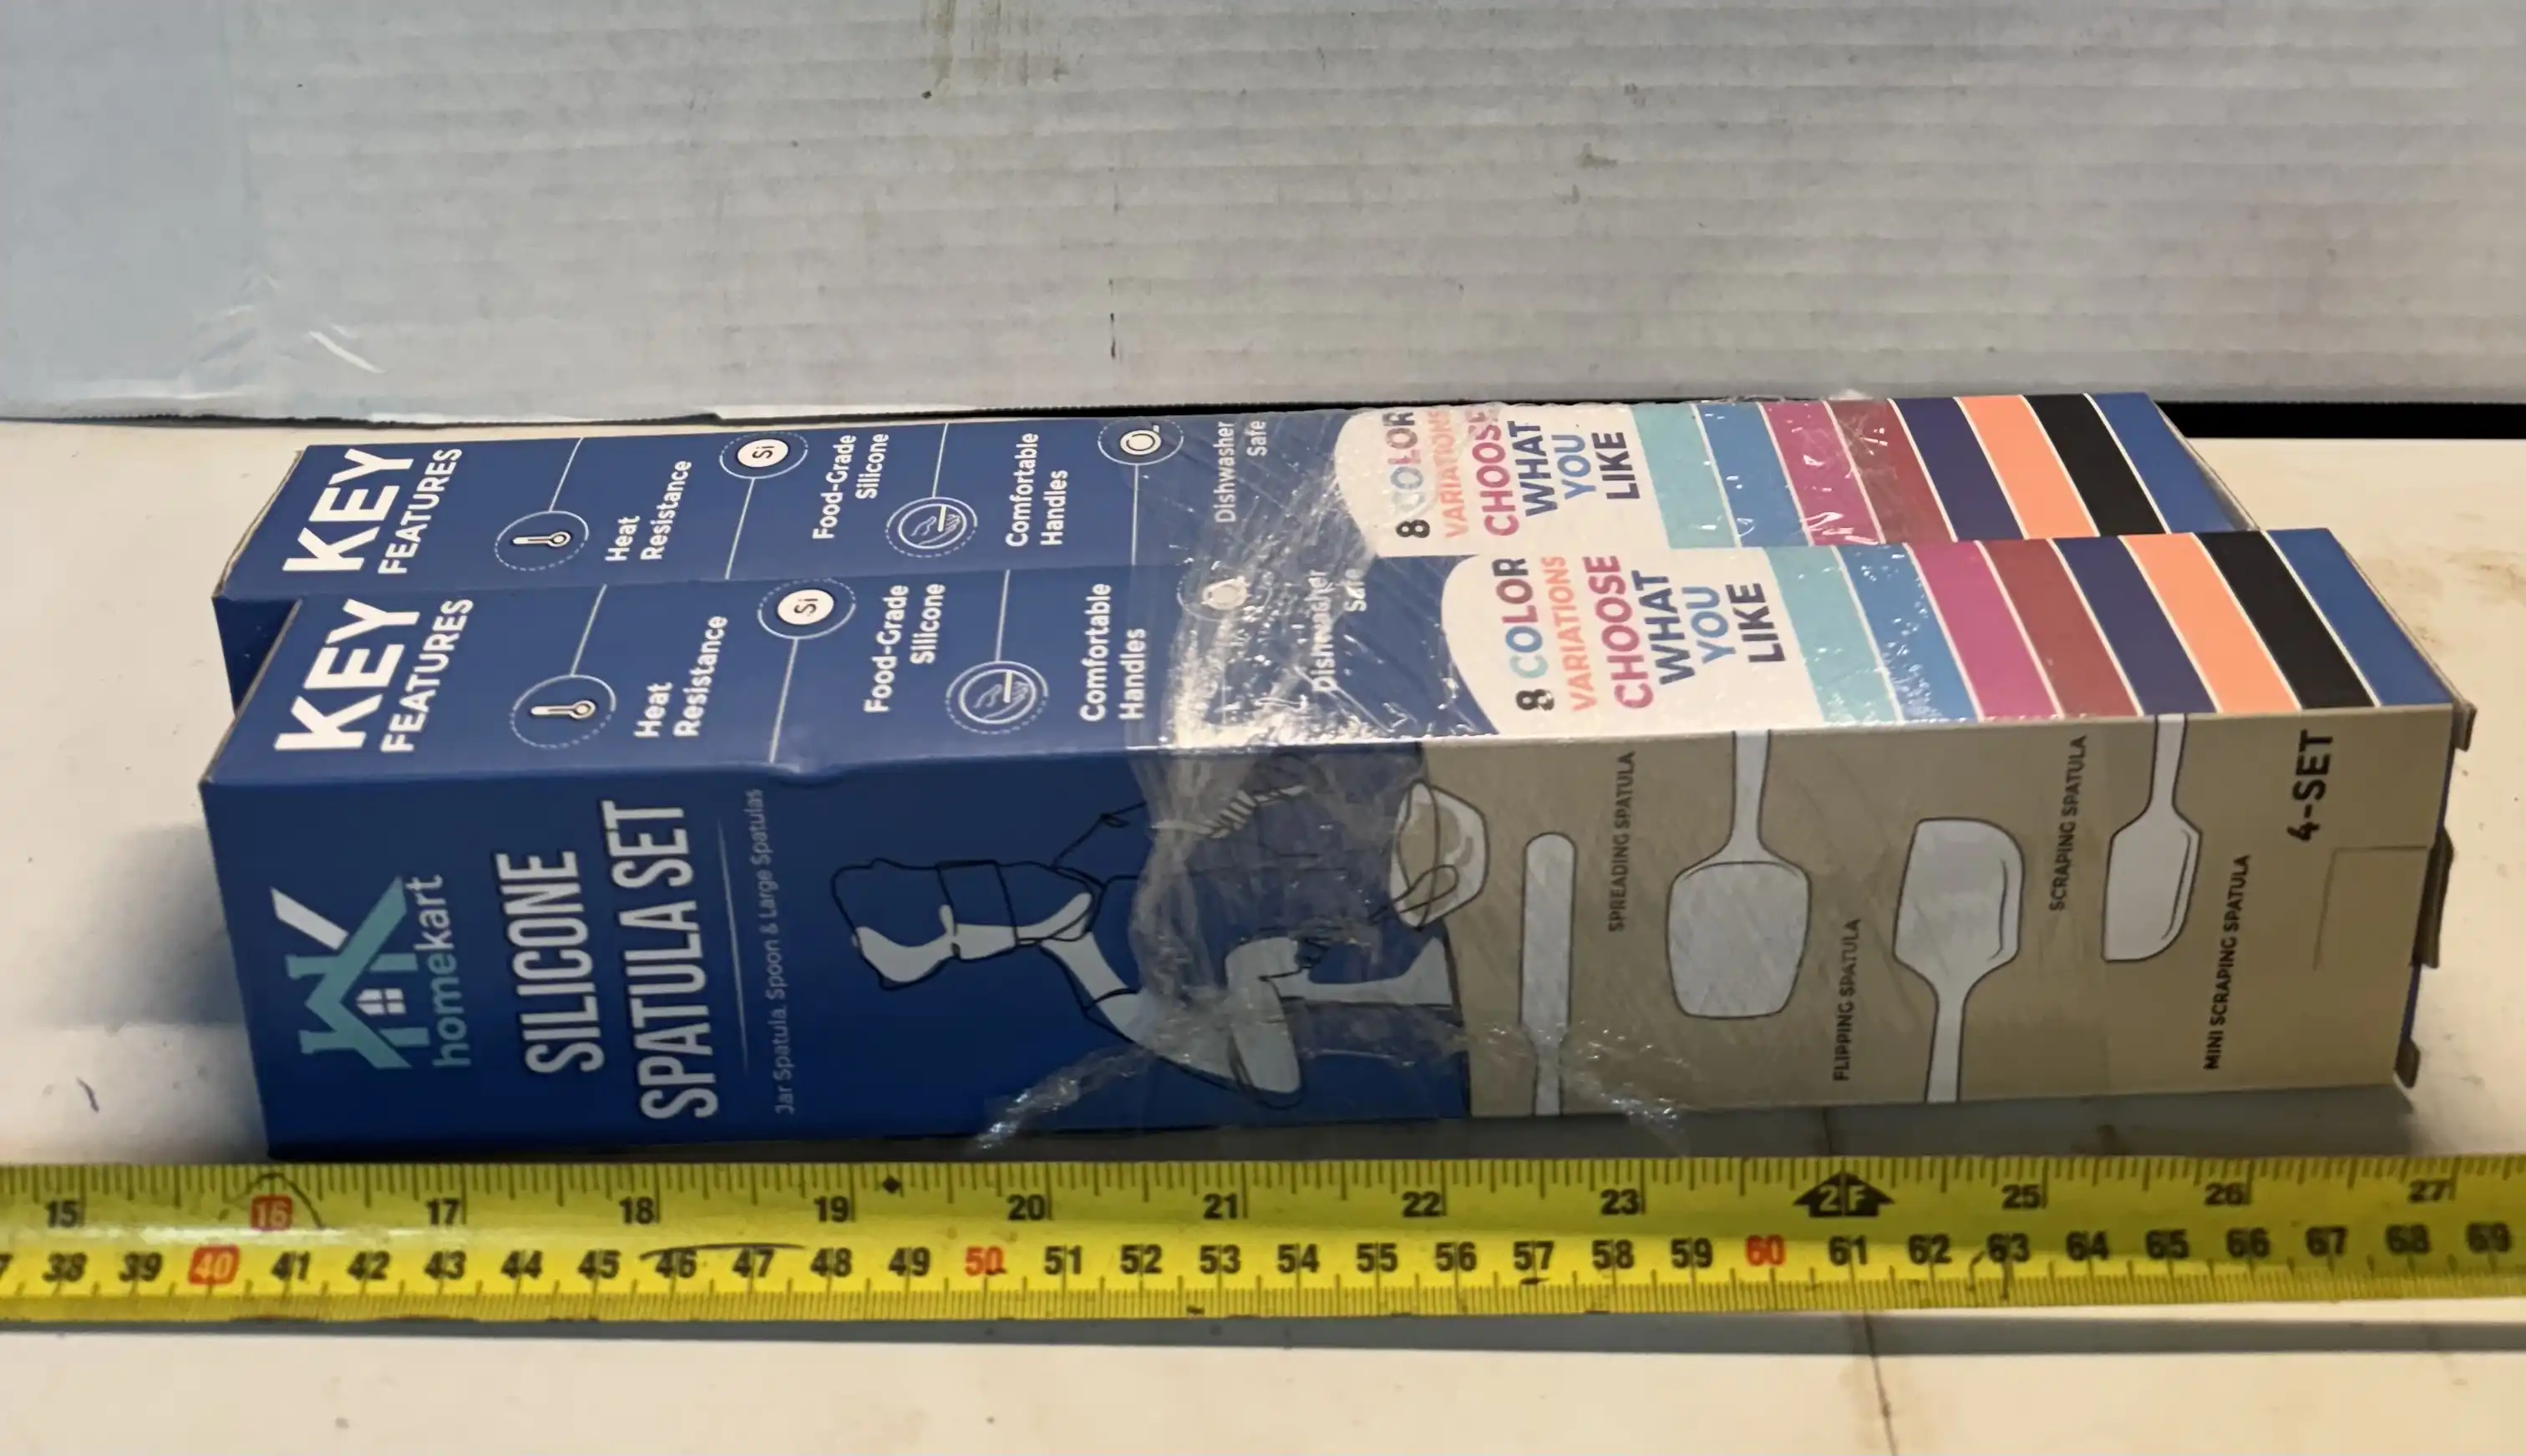 KEY
FEATURES
Heat
Resistance
Si
Food-Grade
Silicone
Comfortable
Handles
Dishwasher
Safe
8 COLOR
VARIATIONS
CHOOSE
WHAT
YOU
LIKE
KEY
FEATURES
Heat
Resistance
Si
Food-Grade
Silicone
Comfortable
Handles
Dishwasher
Safe
8 COLOR
VARIATIONS
CHOOSE
WHAT
YOU
LIKE
homekart
SILICONE
SPATULA SET
Jar Spatula, Spoon & Large Spatulas
SPREADING SPATULA
FLIPPING SPATULA
SCRAPING SPATULA
MINI SCRAPING SPATULA
4-SET
15 16 17 18 19 20 21 22 23 2F 25 26 27
38 39 40 41 42 43 44 45 46 47 48 49 50 51 52 53 54 55 56 57 58 59 60 61 62 63 64 65 66 67 68 69